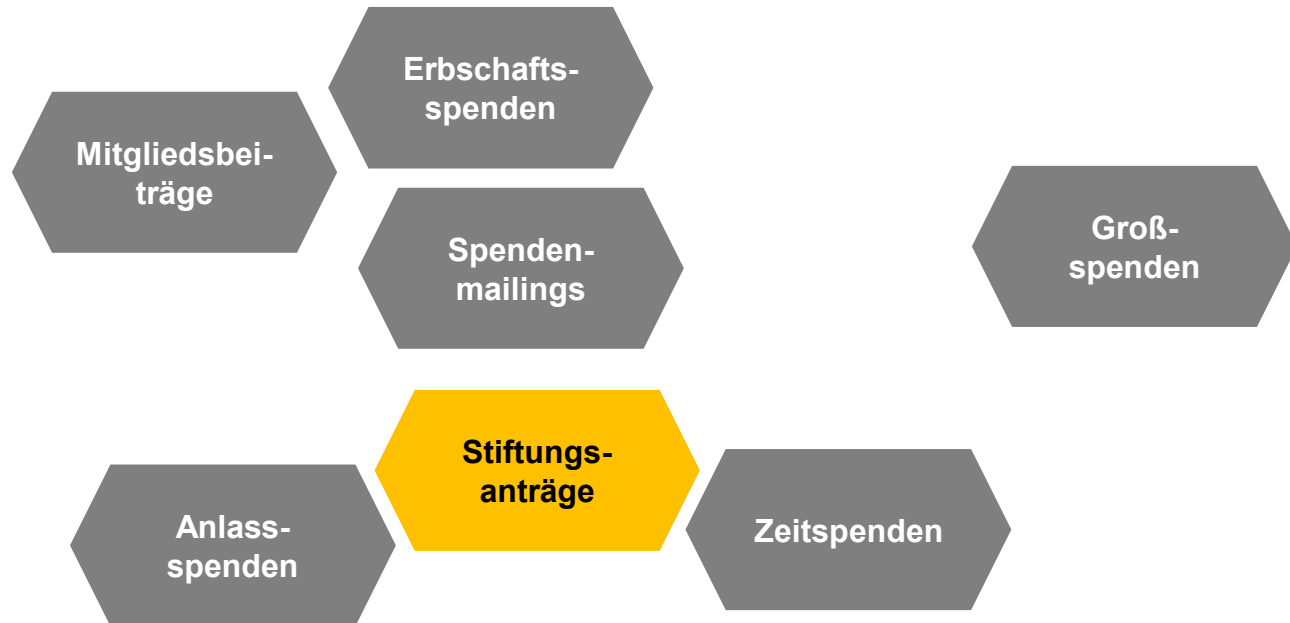 Erbschafts-
spenden
Mitgliedsbei-
träge
Spenden-
mailings
Groß-
spenden
Stiftungs-
anträge
Anlass-
spenden
Zeitspenden